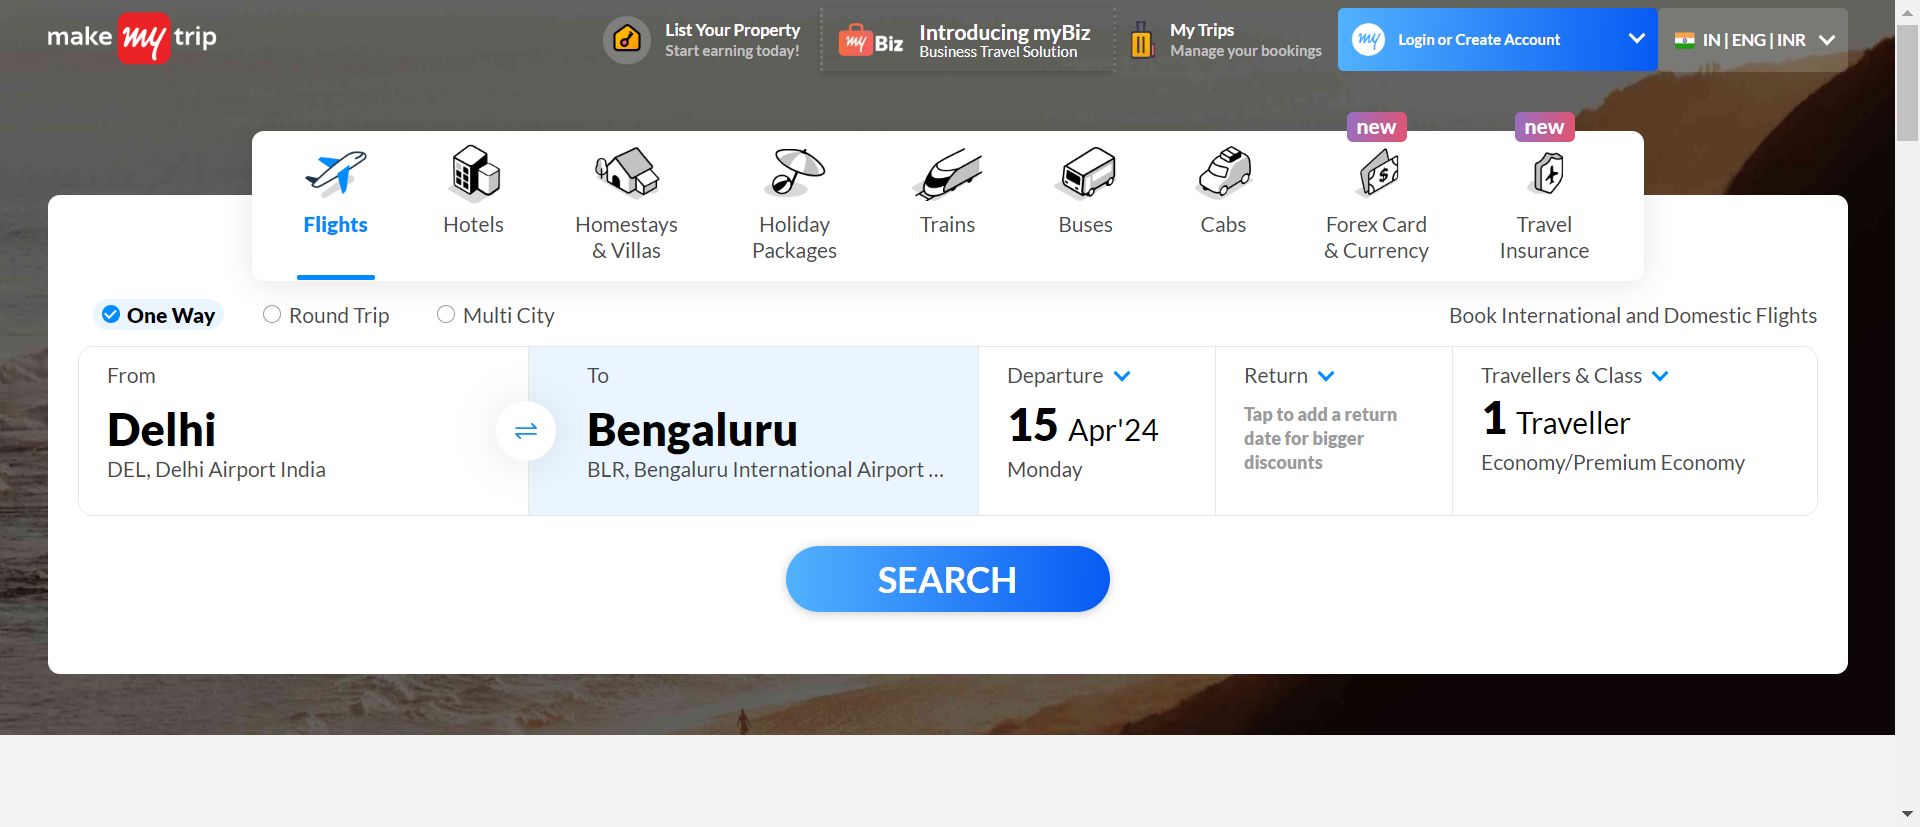 make my trip
List Your Property
Start earning today!
my Biz
Introducing myBiz
Business Travel Solution
My Trips
Manage your bookings
my
Login or Create Account
IN | ENG | INR
new
new
Flights
Hotels
Homestays
& Villas
Holiday
Packages
Trains
Buses
Cabs
Forex Card
& Currency
Travel
Insurance
One Way
Round Trip
Multi City
Book International and Domestic Flights
From
Delhi
DEL, Delhi Airport India
To
Bengaluru
BLR, Bengaluru International Airport ...
Departure
15 Apr'24
Monday
Return
Tap to add a return
date for bigger
discounts
Travellers & Class
1 Traveller
Economy/Premium Economy
SEARCH